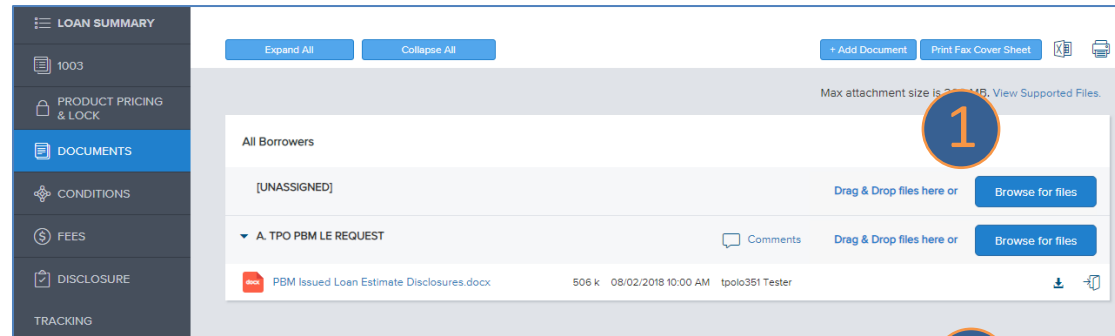 LOAN SUMMARY
1003
PRODUCT PRICING
& LOCK
DOCUMENTS
CONDITIONS
FEES
DISCLOSURE
TRACKING
Expand All Collapse All + Add Document Print Fax Cover Sheet
Max attachment size is MB. View Supported Files.
1
All Borrowers
[UNASSIGNED] Drag & Drop files here or Browse for files
A. TPO PBM LE REQUEST Comments Drag & Drop files here or Browse for files
docx PBM Issued Loan Estimate Disclosures.docx 506 k 08/02/2018 10:00 AM tpolo351 Tester